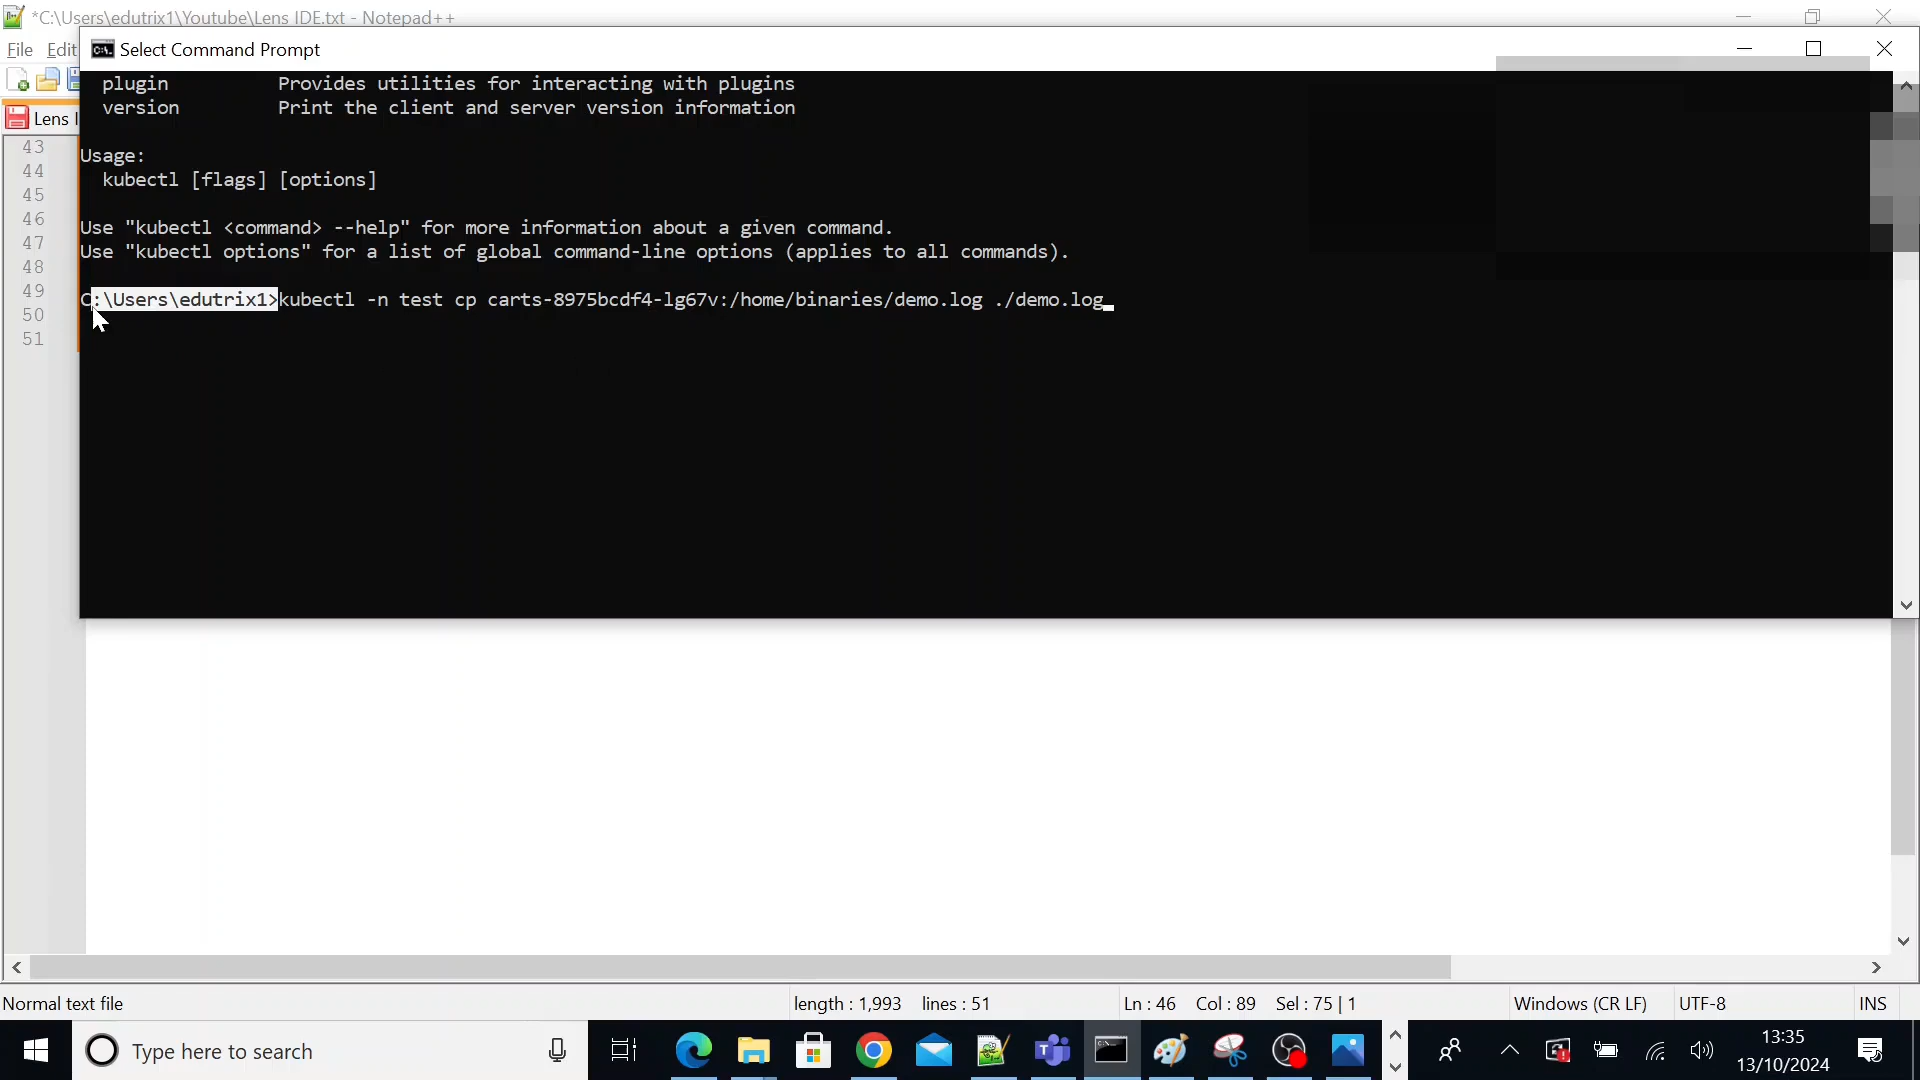 *C:\Users\edutrix1\Youtube\Lens IDE.txt - Notepad++
File Edit
Select Command Prompt
Lens I
43
44
45
46
47
48
49
50
51
plugin Provides utilities for interacting with plugins
version Print the client and server version information
Usage:
kubectl [flags] [options]
Use "kubectl <command> --help" for more information about a given command.
Use "kubectl options" for a list of global command-line options (applies to all commands).
C:\Users\edutrix1>kubectl -n test cp carts-8975bcdf4-lg67v:/home/binaries/demo.log ./demo.log
Normal text file length : 1,993 lines : 51 Ln : 46 Col : 89 Sel : 75 | 1 Windows (CR LF) UTF-8 INS
Type here to search
13:35
13/10/2024